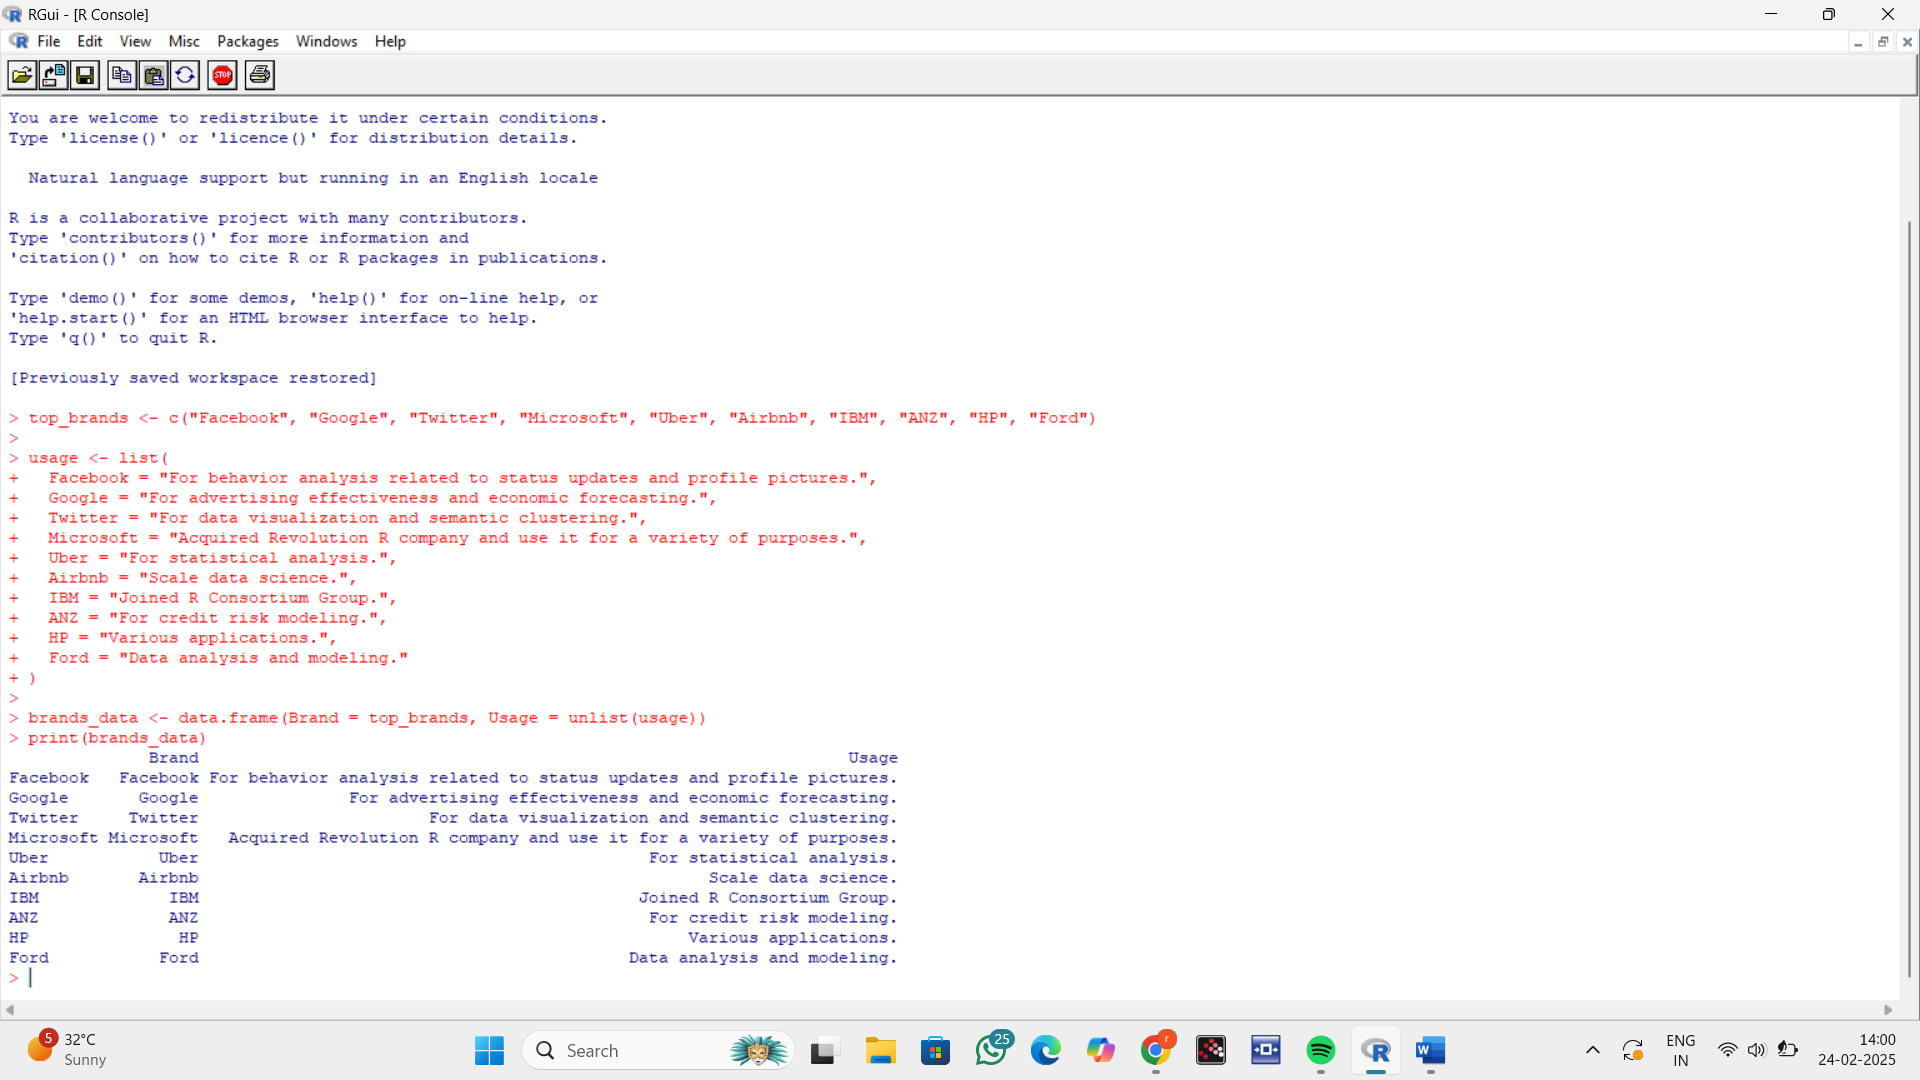 RGui - [R Console]
File Edit View Misc Packages Windows Help
STOP
You are welcome to redistribute it under certain conditions.
Type 'license()' or 'licence()' for distribution details.
Natural language support but running in an English locale
R is a collaborative project with many contributors.
Type 'contributors()' for more information and
'citation()' on how to cite R or R packages in publications.
Type 'demo()' for some demos, 'help()' for on-line help, or
'help.start()' for an HTML browser interface to help.
Type 'q()' to quit R.
[Previously saved workspace restored]
> top_brands <- c("Facebook", "Google", "Twitter", "Microsoft", "Uber", "Airbnb", "IBM", "ANZ", "HP", "Ford")
>
> usage <- list(
+   Facebook = "For behavior analysis related to status updates and profile pictures.",
+   Google = "For advertising effectiveness and economic forecasting.",
+   Twitter = "For data visualization and semantic clustering.",
+   Microsoft = "Acquired Revolution R company and use it for a variety of purposes.",
+   Uber = "For statistical analysis.",
+   Airbnb = "Scale data science.",
+   IBM = "Joined R Consortium Group.",
+   ANZ = "For credit risk modeling.",
+   HP = "Various applications.",
+   Ford = "Data analysis and modeling."
+ )
>
> brands_data <- data.frame(Brand = top_brands, Usage = unlist(usage))
> print(brands_data)
Brand Usage
Facebook Facebook For behavior analysis related to status updates and profile pictures.
Google Google For advertising effectiveness and economic forecasting.
Twitter Twitter For data visualization and semantic clustering.
Microsoft Microsoft Acquired Revolution R company and use it for a variety of purposes.
Uber Uber For statistical analysis.
Airbnb Airbnb Scale data science.
IBM IBM Joined R Consortium Group.
ANZ ANZ For credit risk modeling.
HP HP Various applications.
Ford Ford Data analysis and modeling.
>
5 32°C
Sunny
Search
25
r
ENG
IN
14:00
24-02-2025